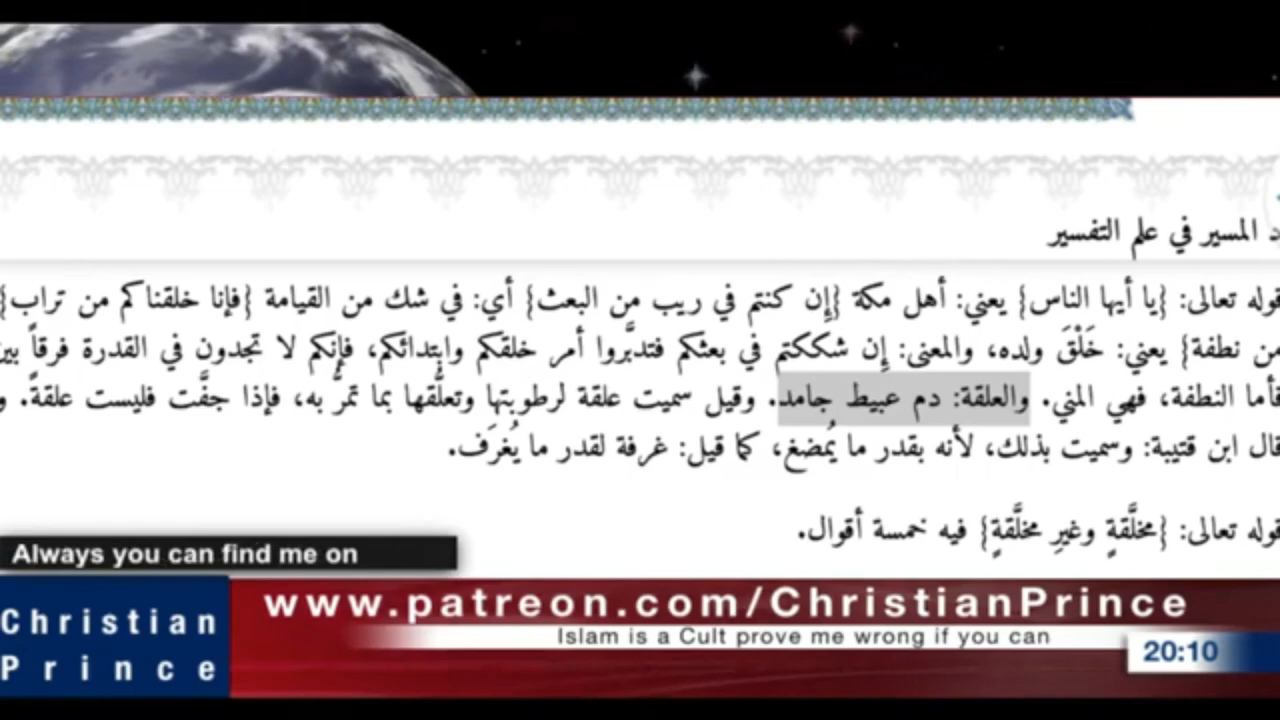 المسير في علم التفسير
قوله تعالى: {يا أيها الناس} يعني: أهل مكة {إن كنتم في ريب من البعث} أي: في شك من القيامة {فإنا خلقناكم من تراب}
من نطفة} يعني: خَلْقَ ولده، والمعنى: إن شككتم في بعثكم فتدبَّروا أمر خلقكم وابتدائكم، فإنكم لا تجدون في القدرة فرقاً بين
فأما النطفة، فهي المني. والعلقة: دم عبيط جامد. وقيل سميت علقة لرطوبتها وتعلُّقها بما تمرُّ به، فإذا جفَّت فليست علقةً.
قال ابن قتيبة: وسميت بذلك، لأنه بقدر ما يُمضغ، كما قيل: غرفة لقدر ما يُغرَف.
قوله تعالى: {مخلَّقةٍ وغيرِ مخلَّقةٍ} فيه خمسة أقوال.
Always you can find me on
www.patreon.com/ChristianPrince
Christian
Prince
Islam is a Cult prove me wrong if you can
20:10